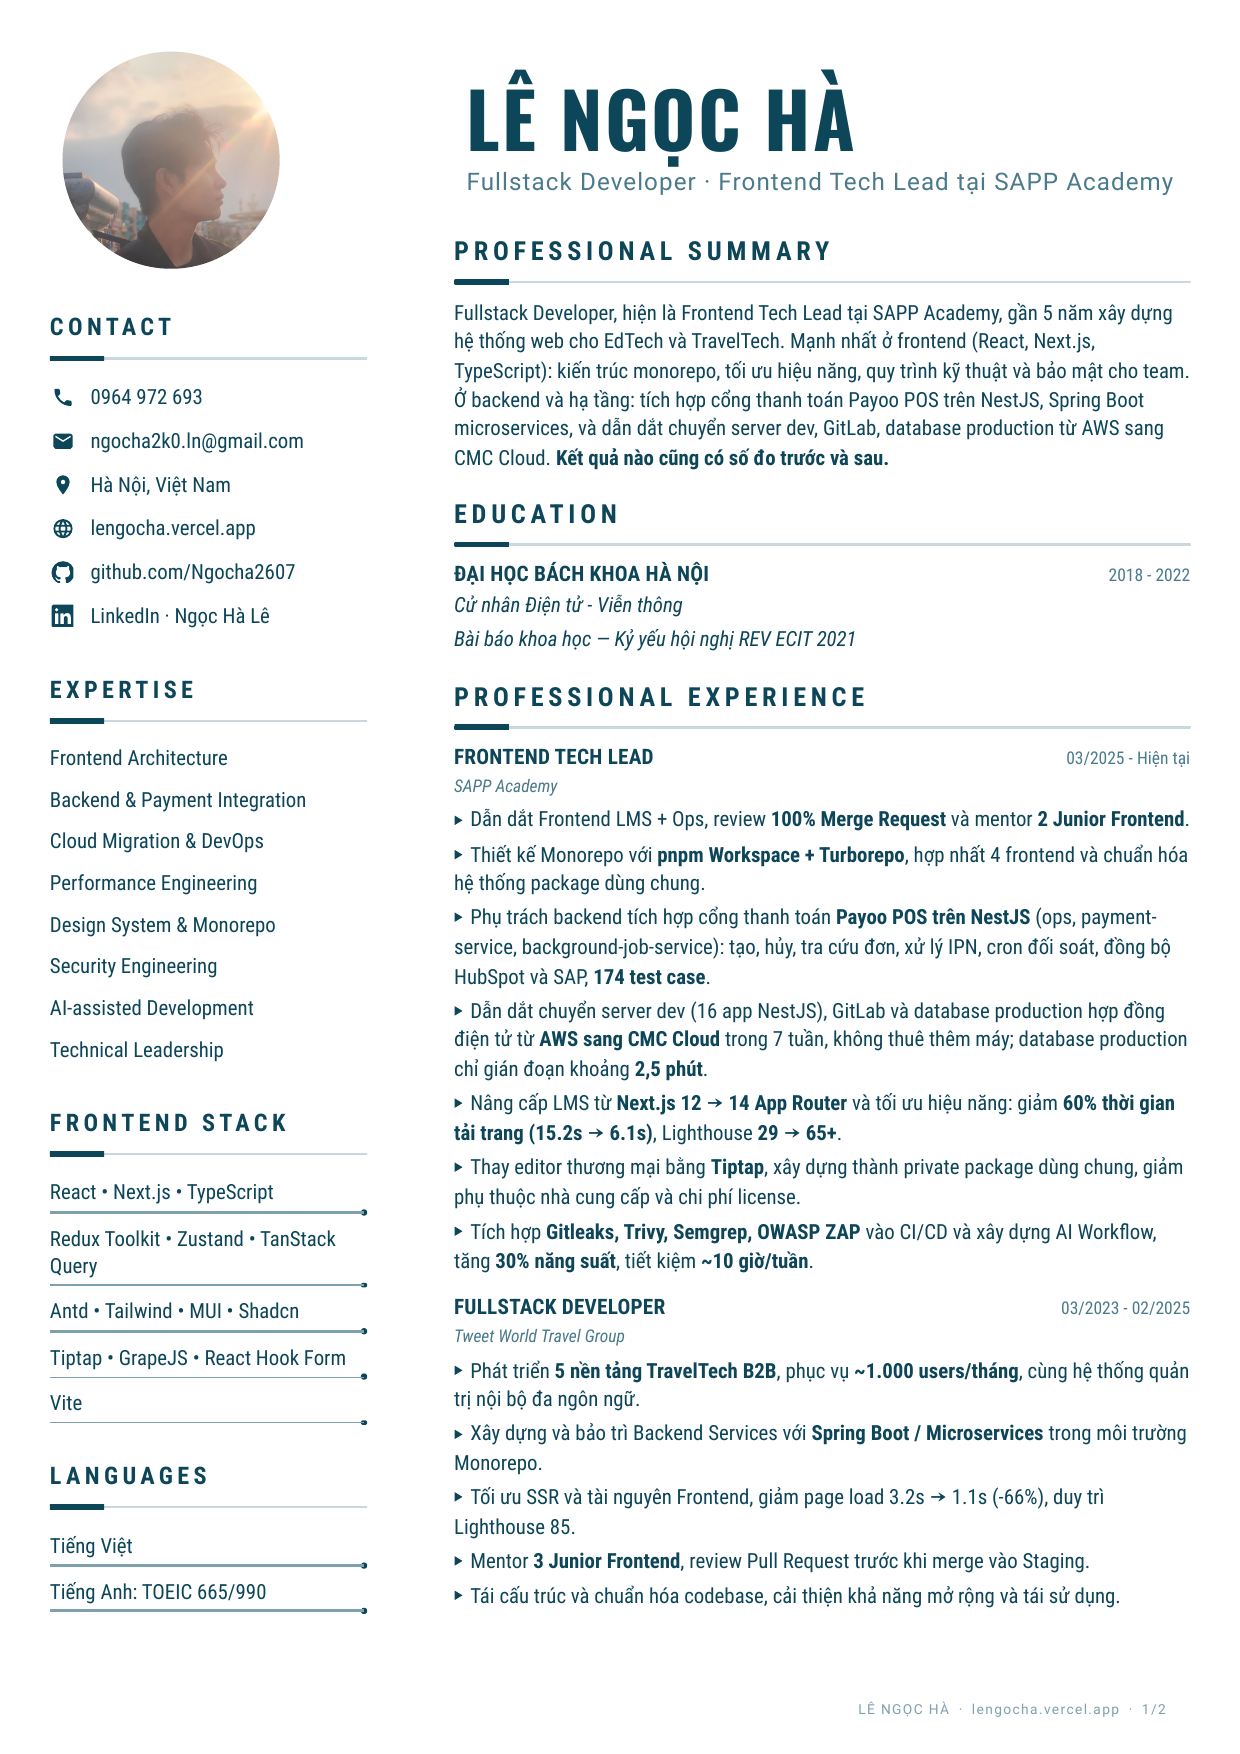 LÊ NGỌC HÀ
Fullstack Developer · Frontend Tech Lead tại SAPP Academy
CONTACT
0964 972 693
ngocha2k0.ln@gmail.com
Hà Nội, Việt Nam
lengocha.vercel.app
github.com/Ngocha2607
LinkedIn · Ngọc Hà Lê
EXPERTISE
Frontend Architecture
Backend & Payment Integration
Cloud Migration & DevOps
Performance Engineering
Design System & Monorepo
Security Engineering
AI-assisted Development
Technical Leadership
FRONTEND STACK
React • Next.js • TypeScript
Redux Toolkit • Zustand • TanStack
Query
Antd • Tailwind • MUI • Shadcn
Tiptap • GrapeJS • React Hook Form
Vite
LANGUAGES
Tiếng Việt
Tiếng Anh: TOEIC 665/990
PROFESSIONAL SUMMARY
Fullstack Developer, hiện là Frontend Tech Lead tại SAPP Academy, gần 5 năm xây dựng
hệ thống web cho EdTech và TravelTech. Mạnh nhất ở frontend (React, Next.js,
TypeScript): kiến trúc monorepo, tối ưu hiệu năng, quy trình kỹ thuật và bảo mật cho team.
Ở backend và hạ tầng: tích hợp cổng thanh toán Payoo POS trên NestJS, Spring Boot
microservices, và dẫn dắt chuyển server dev, GitLab, database production từ AWS sang
CMC Cloud. Kết quả nào cũng có số đo trước và sau.
EDUCATION
ĐẠI HỌC BÁCH KHOA HÀ NỘI 2018 - 2022
Cử nhân Điện tử - Viễn thông
Bài báo khoa học — Kỷ yếu hội nghị REV ECIT 2021
PROFESSIONAL EXPERIENCE
FRONTEND TECH LEAD 03/2025 - Hiện tại
SAPP Academy
▸ Dẫn dắt Frontend LMS + Ops, review 100% Merge Request và mentor 2 Junior Frontend.
▸ Thiết kế Monorepo với pnpm Workspace + Turborepo, hợp nhất 4 frontend và chuẩn hóa
hệ thống package dùng chung.
▸ Phụ trách backend tích hợp cổng thanh toán Payoo POS trên NestJS (ops, payment-
service, background-job-service): tạo, hủy, tra cứu đơn, xử lý IPN, cron đối soát, đồng bộ
HubSpot và SAP, 174 test case.
▸ Dẫn dắt chuyển server dev (16 app NestJS), GitLab và database production hợp đồng
điện tử từ AWS sang CMC Cloud trong 7 tuần, không thuê thêm máy; database production
chỉ gián đoạn khoảng 2,5 phút.
▸ Nâng cấp LMS từ Next.js 12 → 14 App Router và tối ưu hiệu năng: giảm 60% thời gian
tải trang (15.2s → 6.1s), Lighthouse 29 → 65+.
▸ Thay editor thương mại bằng Tiptap, xây dựng thành private package dùng chung, giảm
phụ thuộc nhà cung cấp và chi phí license.
▸ Tích hợp Gitleaks, Trivy, Semgrep, OWASP ZAP vào CI/CD và xây dựng AI Workflow,
tăng 30% năng suất, tiết kiệm ~10 giờ/tuần.
FULLSTACK DEVELOPER 03/2023 - 02/2025
Tweet World Travel Group
▸ Phát triển 5 nền tảng TravelTech B2B, phục vụ ~1.000 users/tháng, cùng hệ thống quản
trị nội bộ đa ngôn ngữ.
▸ Xây dựng và bảo trì Backend Services với Spring Boot / Microservices trong môi trường
Monorepo.
▸ Tối ưu SSR và tài nguyên Frontend, giảm page load 3.2s → 1.1s (-66%), duy trì
Lighthouse 85.
▸ Mentor 3 Junior Frontend, review Pull Request trước khi merge vào Staging.
▸ Tái cấu trúc và chuẩn hóa codebase, cải thiện khả năng mở rộng và tái sử dụng.
LÊ NGỌC HÀ · lengocha.vercel.app · 1/2